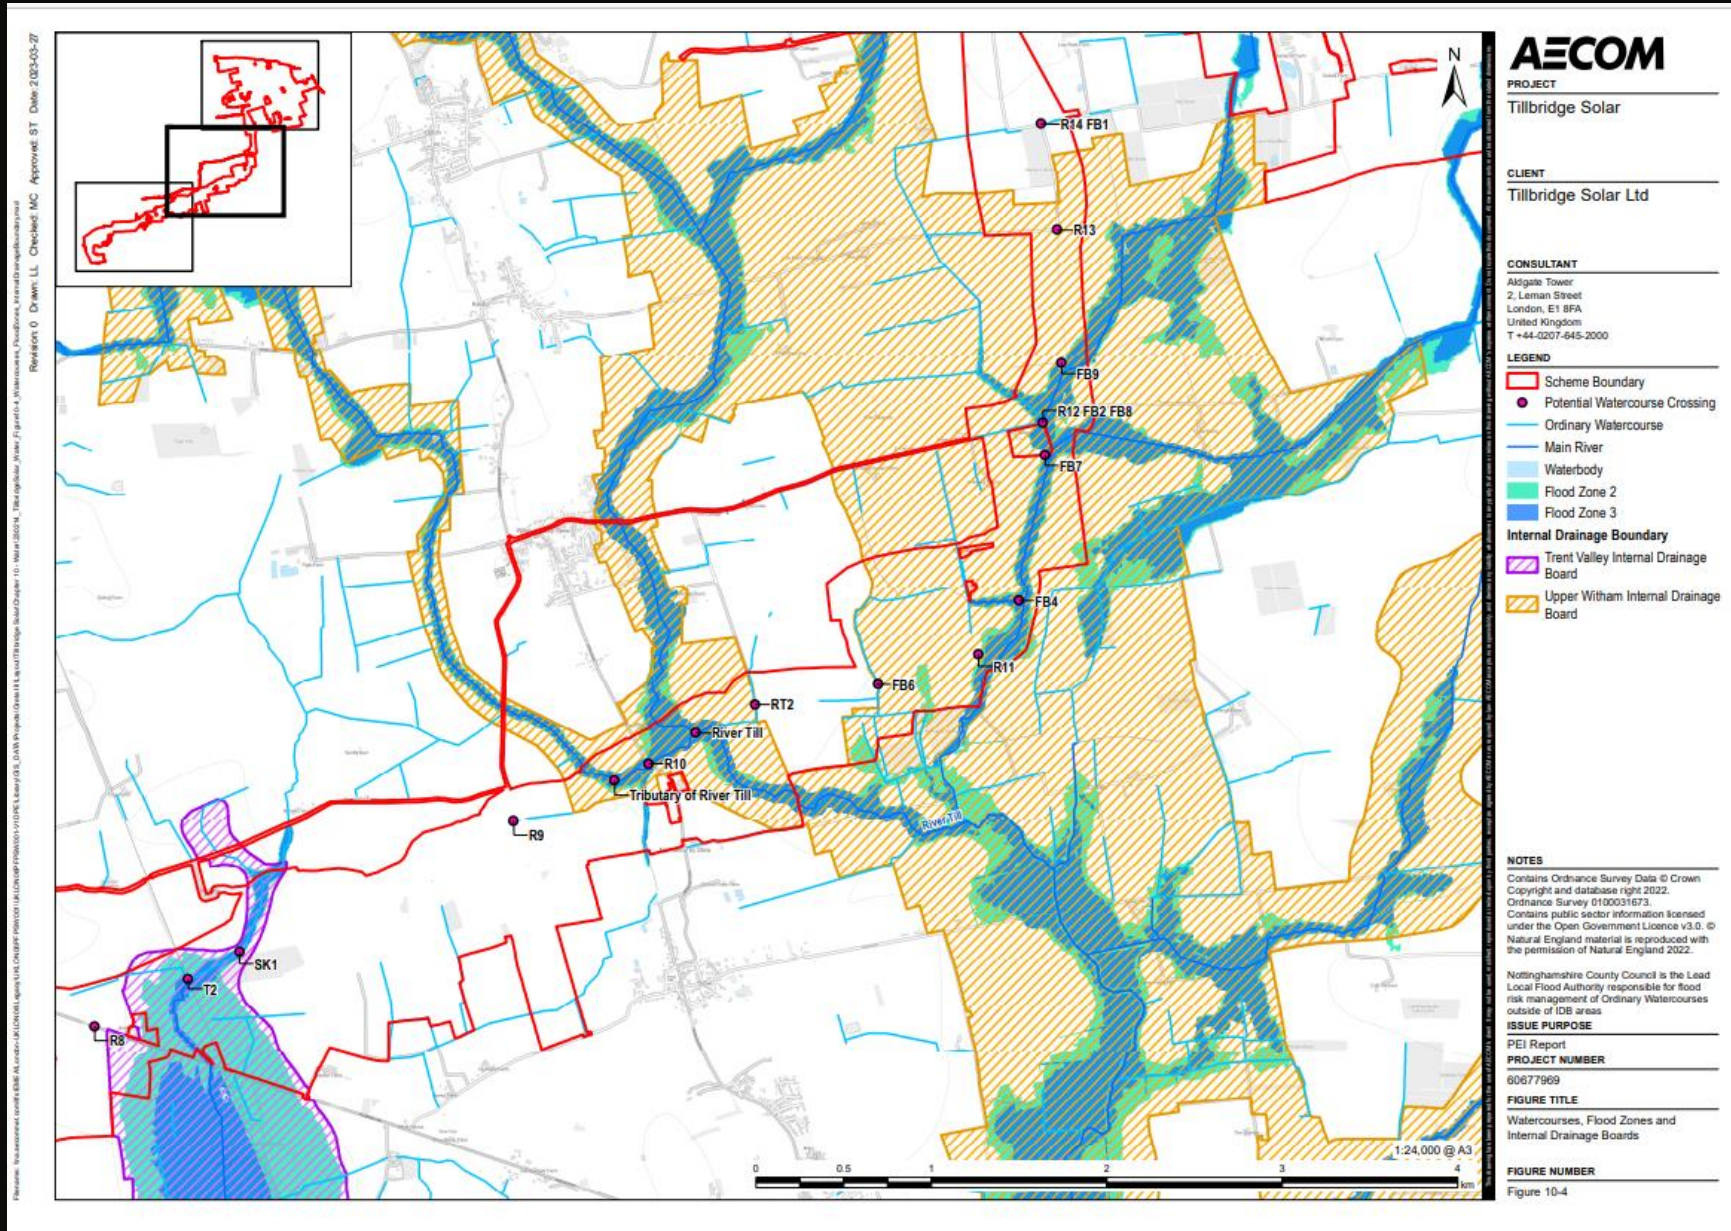 Revision: 0 Drawn: LL Checked: MC Approved: ST Date: 2023-03-27
N
R14 FB1
R13
FB9
R12 FB2 FB8
FB7
FB4
R11
FB6
RT2
River Till
R10
Tributary of River Till
River Till
R9
SK1
T2
R8
1:24,000 @ A3
0 0.5 1 2 3 4
km
AECOM
PROJECT
Tillbridge Solar
CLIENT
Tillbridge Solar Ltd
CONSULTANT
Aldgate Tower
2, Leman Street
London, E1 8FA
United Kingdom
T +44-0207-645-2000
LEGEND
Scheme Boundary
Potential Watercourse Crossing
Ordinary Watercourse
Main River
Waterbody
Flood Zone 2
Flood Zone 3
Internal Drainage Boundary
Trent Valley Internal Drainage
Board
Upper Witham Internal Drainage
Board
NOTES
Contains Ordnance Survey Data © Crown
Copyright and database right 2022.
Ordnance Survey 0100031673.
Contains public sector information licensed
under the Open Government Licence v3.0. ©
Natural England material is reproduced with
the permission of Natural England 2022.
Nottinghamshire County Council is the Lead
Local Flood Authority responsible for flood
risk management of Ordinary Watercourses
outside of IDB areas
ISSUE PURPOSE
PEI Report
PROJECT NUMBER
60677969
FIGURE TITLE
Watercourses, Flood Zones and
Internal Drainage Boards
FIGURE NUMBER
Figure 10-4